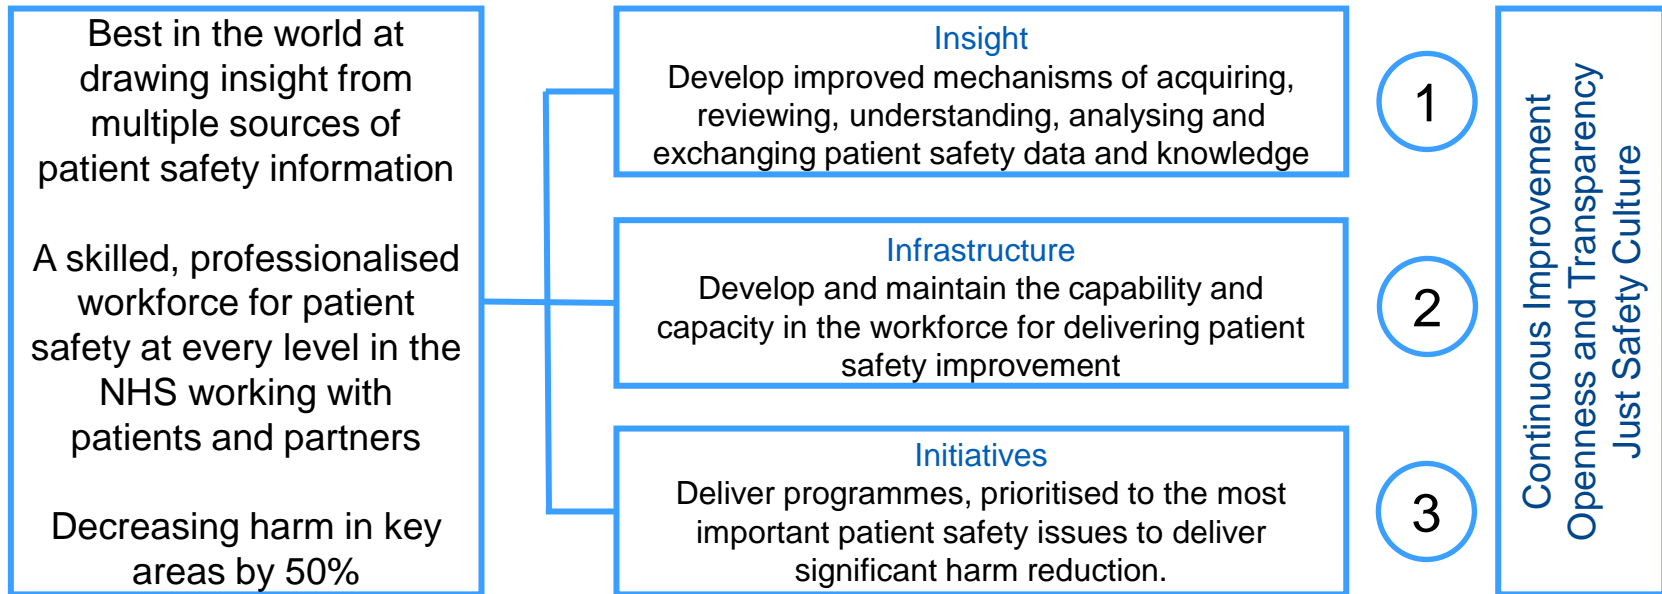 Best in the world at
drawing insight from
multiple sources of
patient safety information
A skilled, professionalised
workforce for patient
safety at every level in the
NHS working with
patients and partners
Decreasing harm in key
areas by 50%
Insight
Develop improved mechanisms of acquiring,
reviewing, understanding, analysing and
exchanging patient safety data and knowledge
1
Infrastructure
Develop and maintain the capability and
capacity in the workforce for delivering patient
safety improvement
2
Initiatives
Deliver programmes, prioritised to the most
important patient safety issues to deliver
significant harm reduction.
3
Continuous Improvement
Openness and Transparency
Just Safety Culture